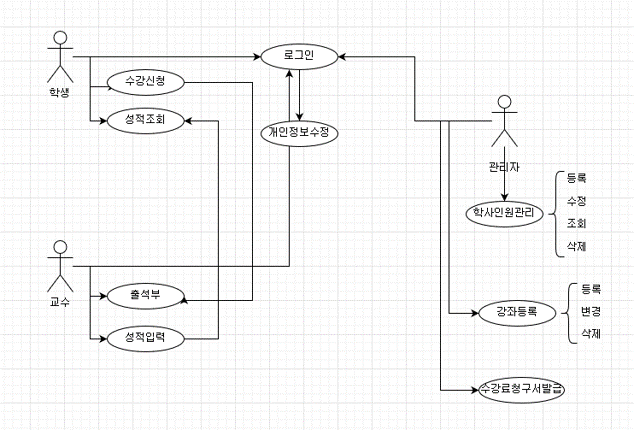 로그인
수강신청
학생
성적조회
개인정보수정
관리자
등록
수정
조회
삭제
학사인원관리
교수
출석부
성적입력
강좌등록
등록
변경
삭제
수강료청구서발급